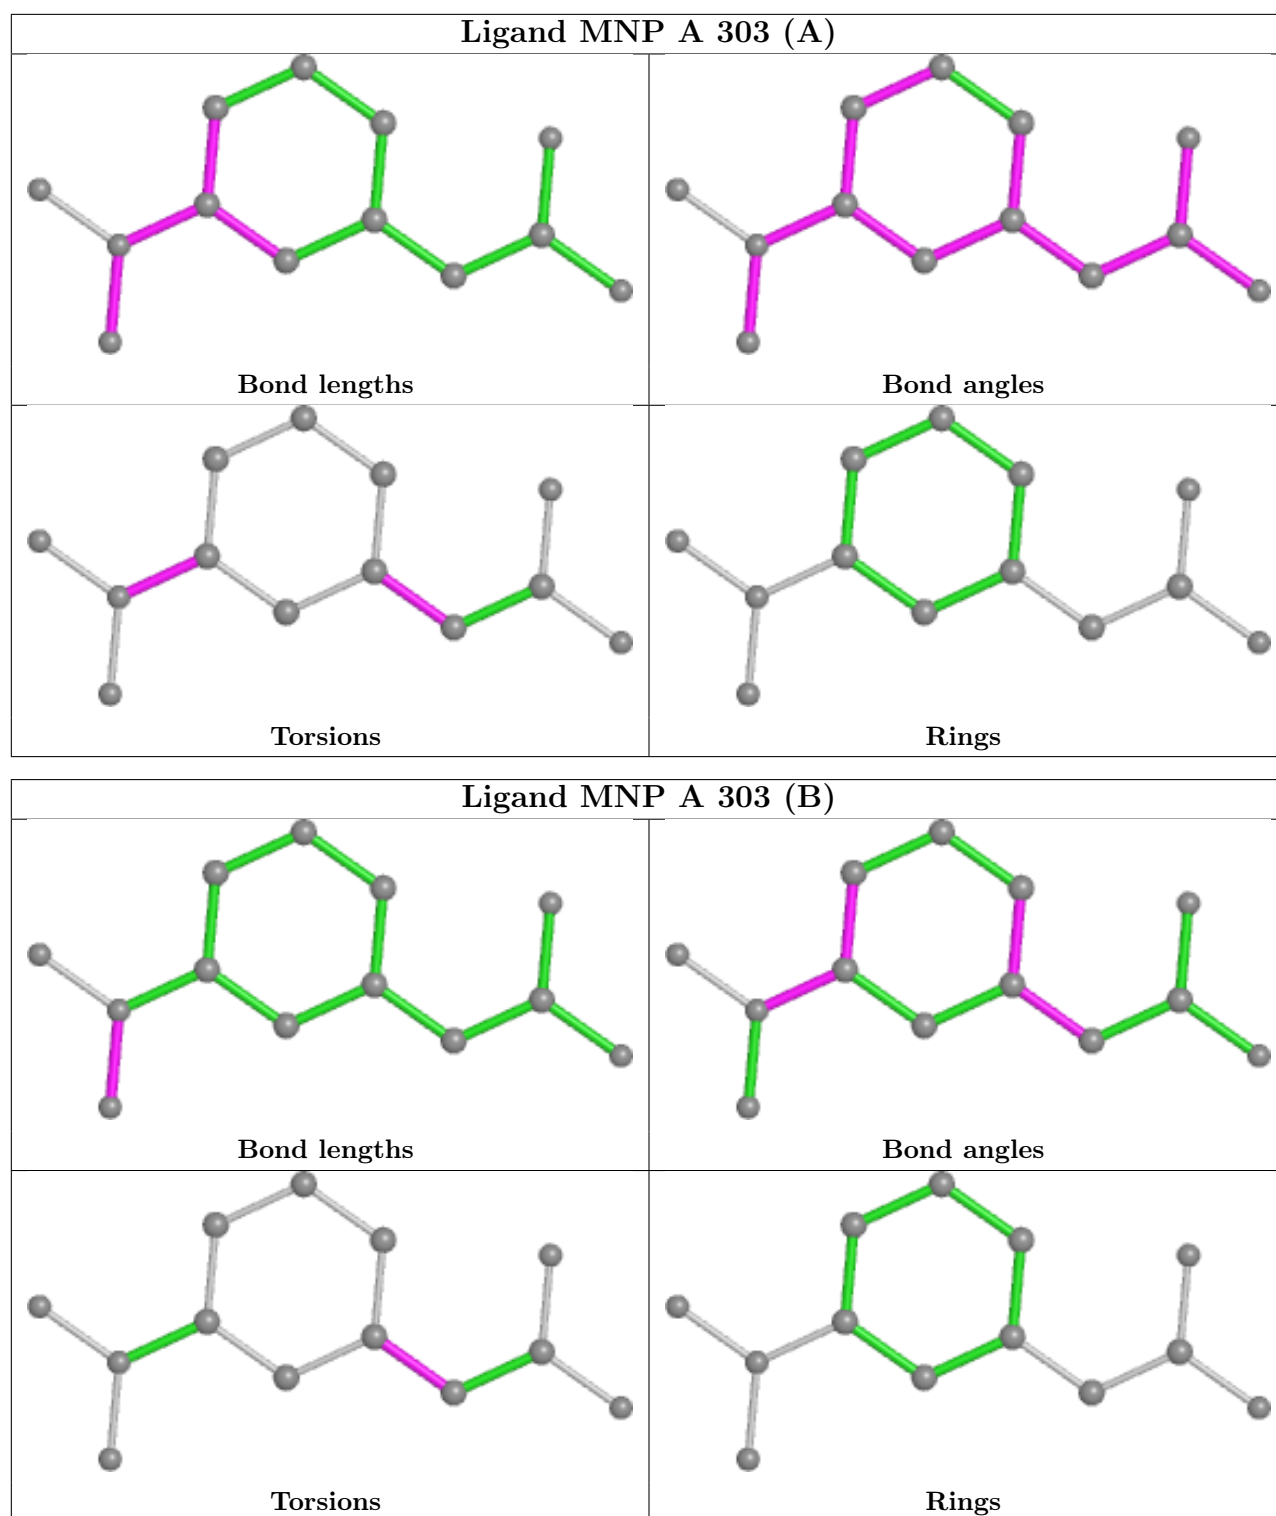 Ligand MNP A 303 (A)
Bond lengths
Bond angles
Torsions
Rings
Ligand MNP A 303 (B)
Bond lengths
Bond angles
Torsions
Rings